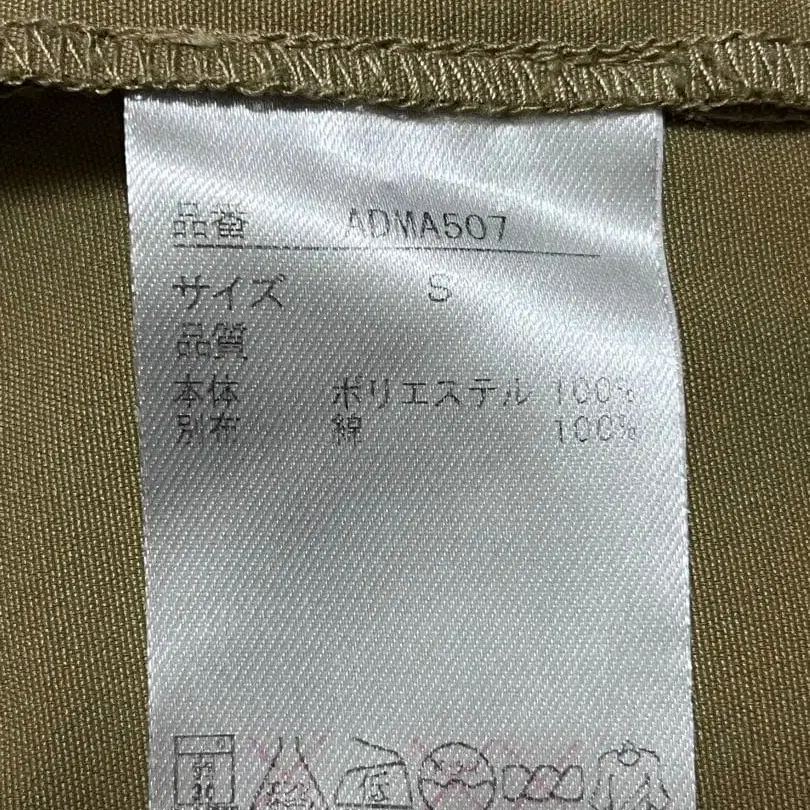 品番 ADMA507
サイズ S
品質
本体 ポリエステル 100%
別布 綿 100%